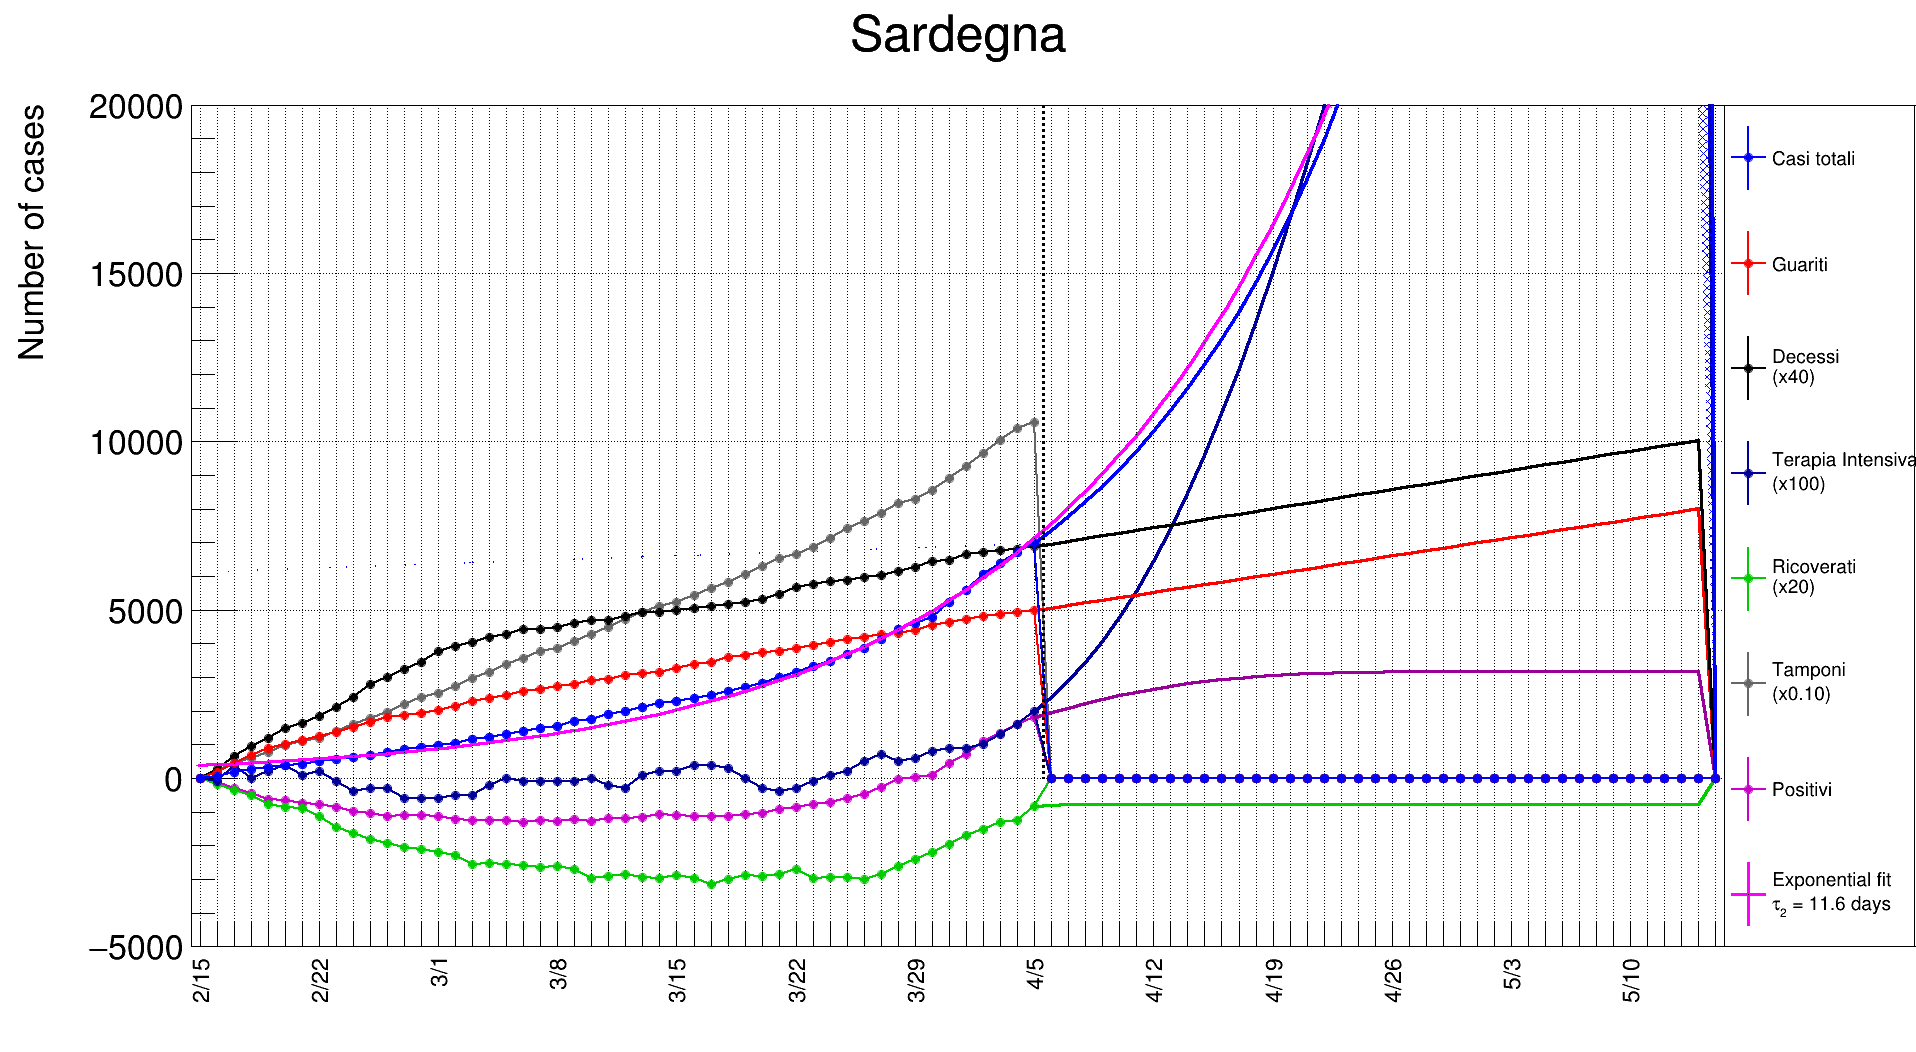 Sardegna
Number of cases
20000
15000
10000
5000
0
−5000
2/15
2/22
3/1
3/8
3/15
3/22
3/29
4/5
4/12
4/19
4/26
5/3
5/10
Casi totali
Guariti
Decessi
(x40)
Terapia Intensiva
(x100)
Ricoverati
(x20)
Tamponi
(x0.10)
Positivi
Exponential fit
τ2 = 11.6 days